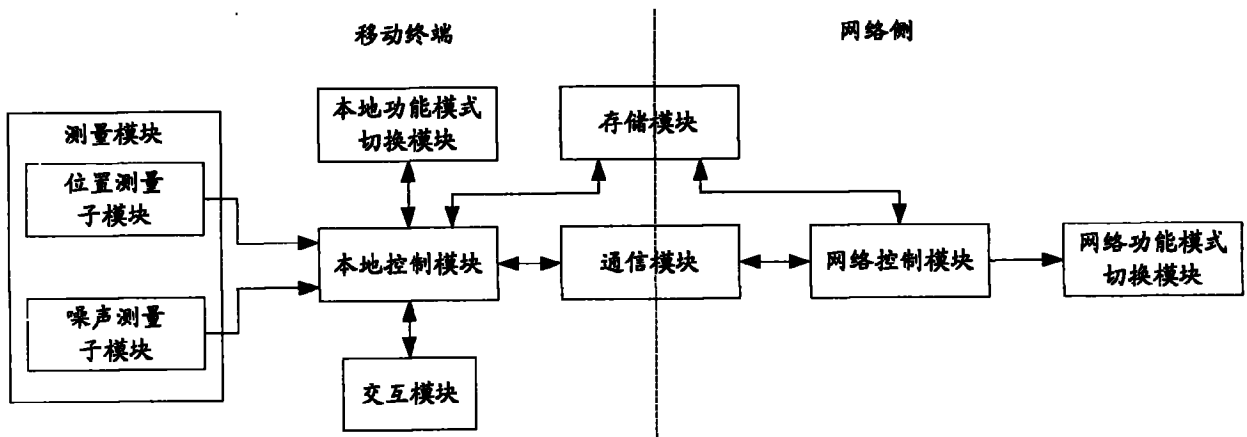 移动终端
网络侧
测量模块
位置测量
子模块
噪声测量
子模块
本地功能模式
切换模块
存储模块
本地控制模块
通信模块
网络控制模块
网络功能模式
切换模块
交互模块